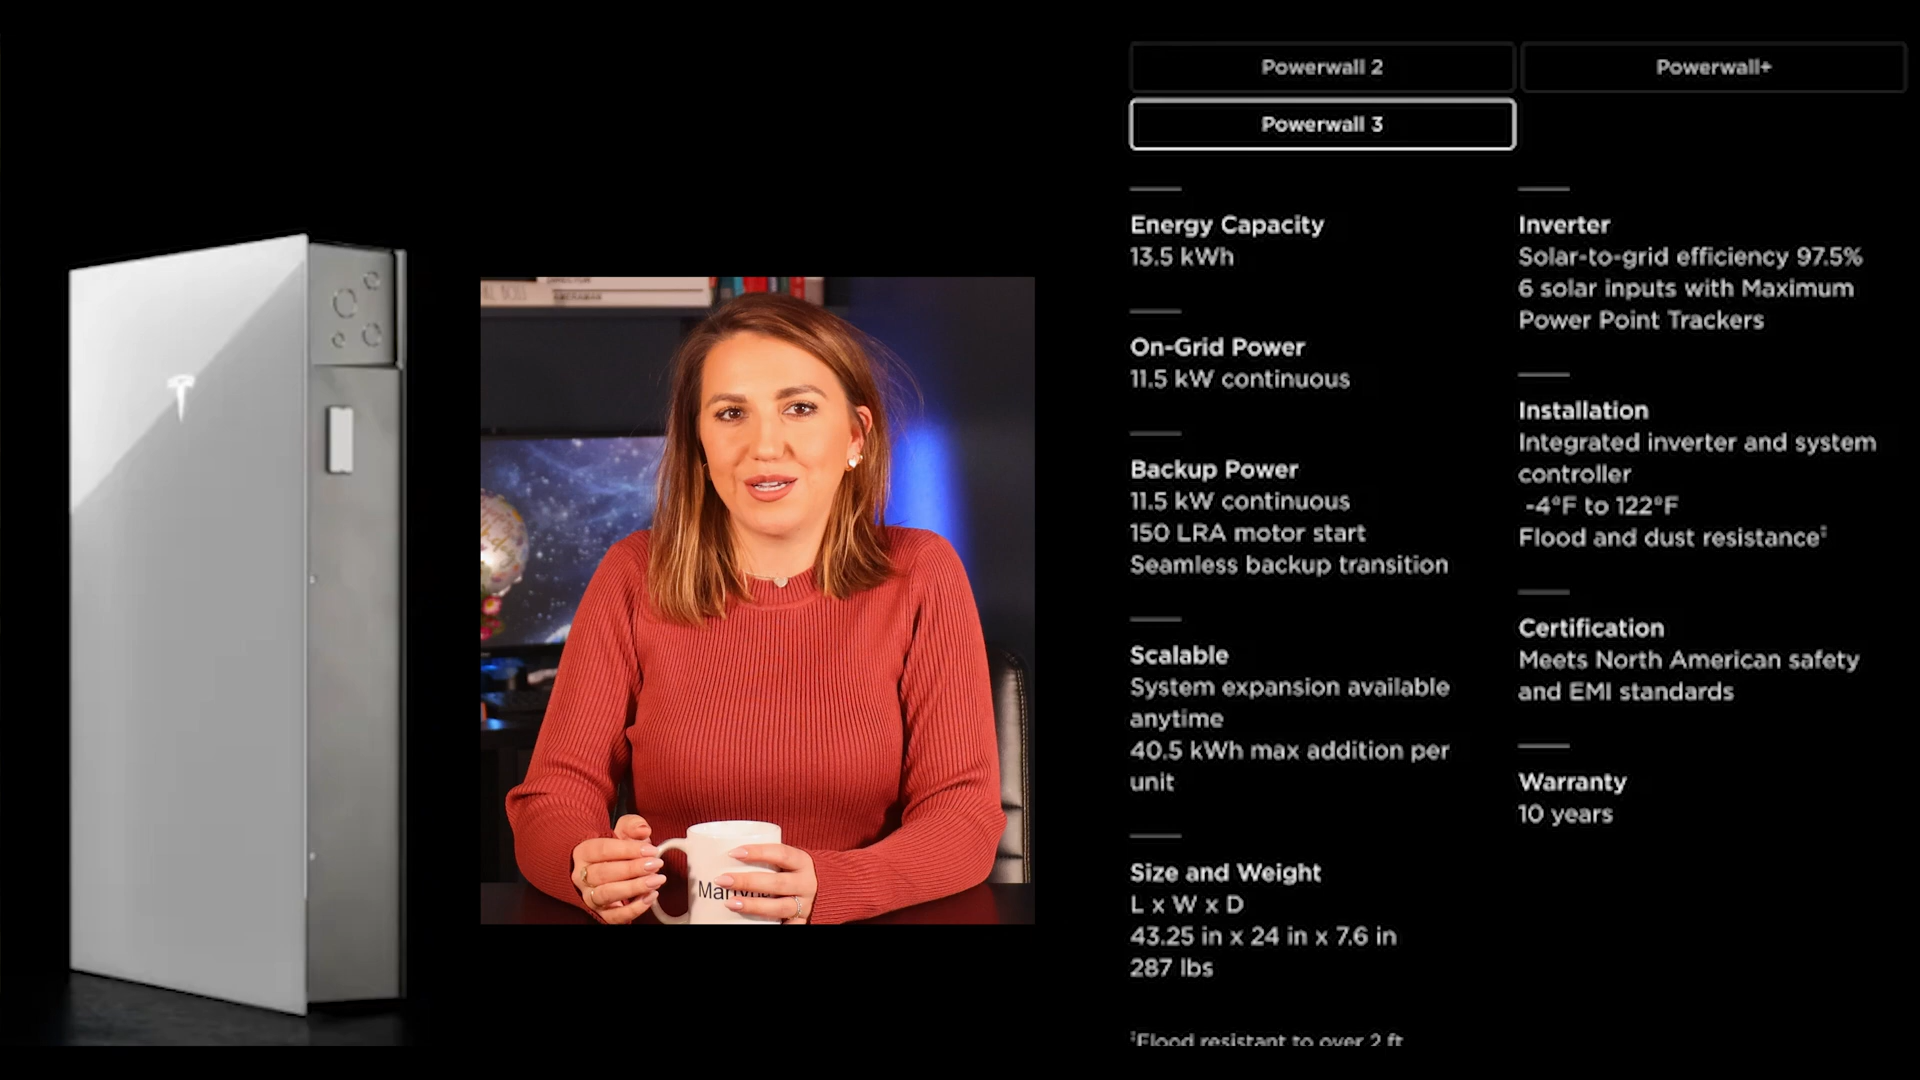 Powerwall 2
Powerwall+
Powerwall 3
Energy Capacity
13.5 kWh
On-Grid Power
11.5 kW continuous
Backup Power
11.5 kW continuous
150 LRA motor start
Seamless backup transition
Scalable
System expansion available
anytime
40.5 kWh max addition per
unit
Size and Weight
L x W x D
43.25 in x 24 in x 7.6 in
287 lbs
‡Flood resistant to over 2 ft
Inverter
Solar-to-grid efficiency 97.5%
6 solar inputs with Maximum
Power Point Trackers
Installation
Integrated inverter and system
controller
-4°F to 122°F
Flood and dust resistance‡
Certification
Meets North American safety
and EMI standards
Warranty
10 years